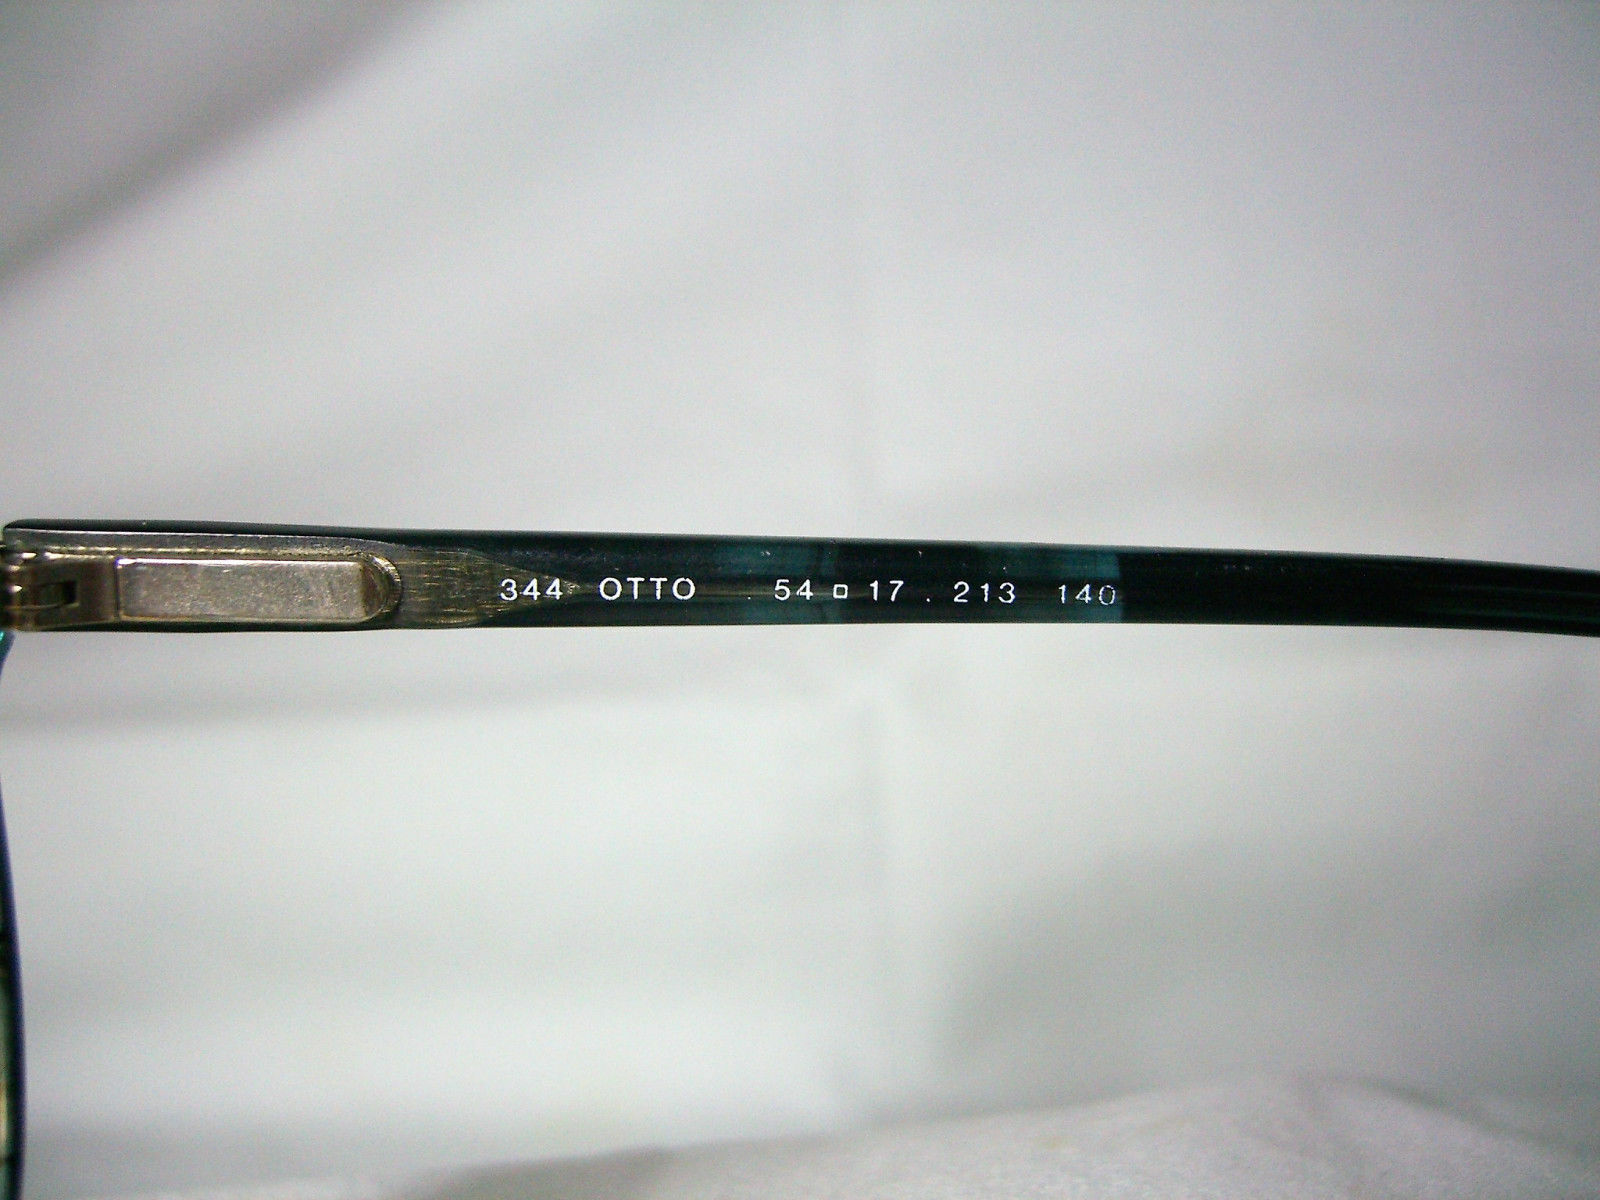 344 OTTO 54 □ 17 . 213 140